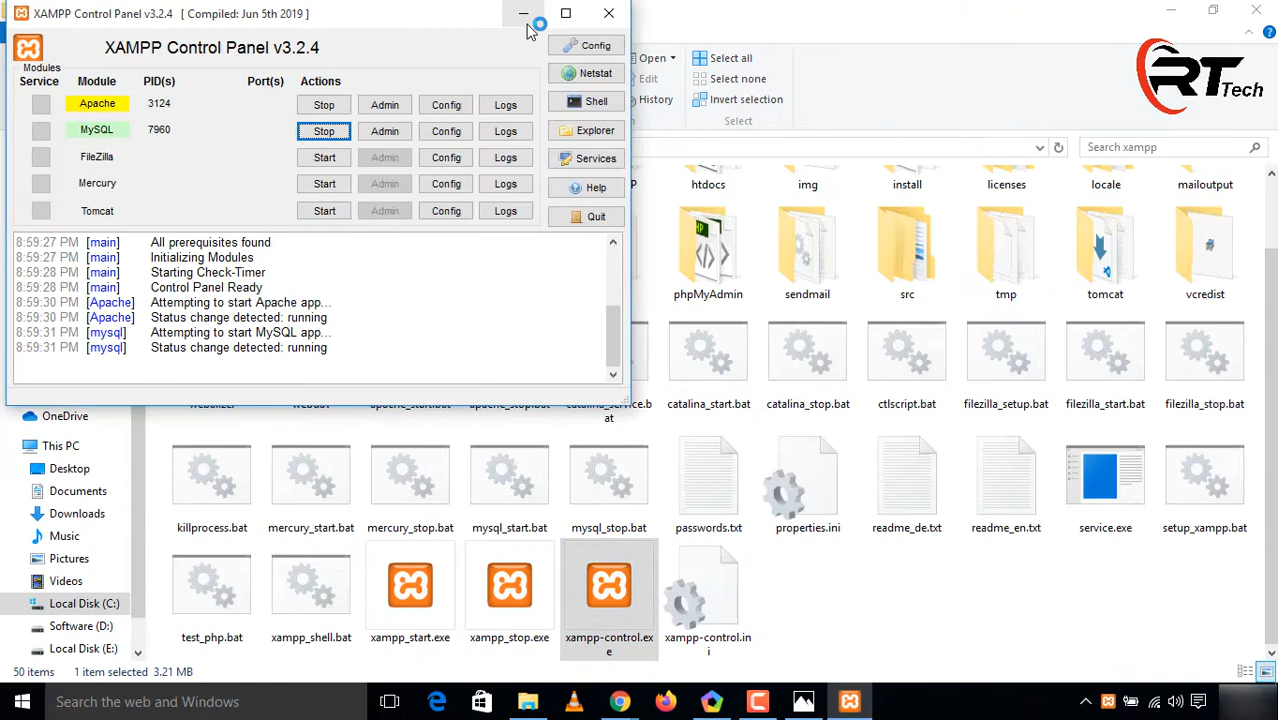 XAMPP Control Panel v3.2.4 [ Compiled: Jun 5th 2019 ]
XAMPP Control Panel v3.2.4
Modules
Service Module PID(s) Port(s) Actions
Apache 3124 Stop Admin Config Logs
MySQL 7960 Stop Admin Config Logs
FileZilla Start Admin Config Logs
Mercury Start Admin Config Logs
Tomcat Start Admin Config Logs
Config
Netstat
Shell
Explorer
Services
Help
Quit
8:59:27 PM [main] All prerequisites found
8:59:27 PM [main] Initializing Modules
8:59:28 PM [main] Starting Check-Timer
8:59:28 PM [main] Control Panel Ready
8:59:30 PM [Apache] Attempting to start Apache app...
8:59:30 PM [Apache] Status change detected: running
8:59:31 PM [mysql] Attempting to start MySQL app...
8:59:31 PM [mysql] Status change detected: running
Open
Edit
History
Select all
Select none
Invert selection
Select
RT Tech
Search xampp
htdocs img install licenses locale mailoutput
phpMyAdmin sendmail src tmp tomcat vcredist
catalina_start.bat catalina_stop.bat ctlscript.bat filezilla_setup.bat filezilla_start.bat filezilla_stop.bat
OneDrive
This PC
Desktop
Documents
Downloads
Music
Pictures
Videos
Local Disk (C:)
Software (D:)
Local Disk (E:)
killprocess.bat mercury_start.bat mercury_stop.bat mysql_start.bat mysql_stop.bat passwords.txt properties.ini readme_de.txt readme_en.txt service.exe setup_xampp.bat
test_php.bat xampp_shell.bat xampp_start.exe xampp_stop.exe xampp-control.ex
e xampp-control.in
i
50 items 1 item selected 3.21 MB
Search the web and Windows